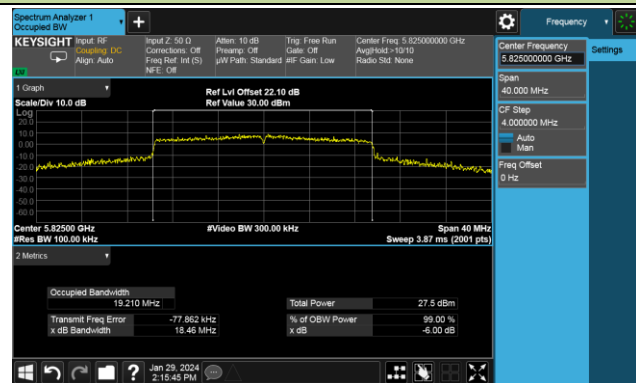 Spectrum Analyzer 1
Occupied BW
Frequency
KEYSIGHT
Input: RF
Coupling: DC
Align: Auto
Input Z: 50 Ω
Corrections: Off
Freq Ref: Int (S)
NFE: Off
Atten: 10 dB
Preamp: Off
µW Path: Standard
Trig: Free Run
Gate: Off
#IF Gain: Low
Center Freq: 5.825000000 GHz
Avg|Hold:>10/10
Radio Std: None
Center Frequency
5.825000000 GHz
Settings
Span
40.000 MHz
CF Step
4.000000 MHz
Auto
Man
Freq Offset
0 Hz
1 Graph
Scale/Div 10.0 dB
Ref Lvl Offset 22.10 dB
Ref Value 30.00 dBm
Log
20.0
10.0
0.00
-10.0
-20.0
-30.0
-40.0
-50.0
-60.0
Center 5.82500 GHz
#Video BW 300.00 kHz
Span 40 MHz
#Res BW 100.00 kHz
Sweep 3.87 ms (2001 pts)
2 Metrics
Occupied Bandwidth
19.210 MHz
Total Power 27.5 dBm
Transmit Freq Error -77.862 kHz
% of OBW Power 99.00 %
x dB Bandwidth 18.46 MHz
x dB -6.00 dB
?
Jan 29, 2024
2:15:45 PM